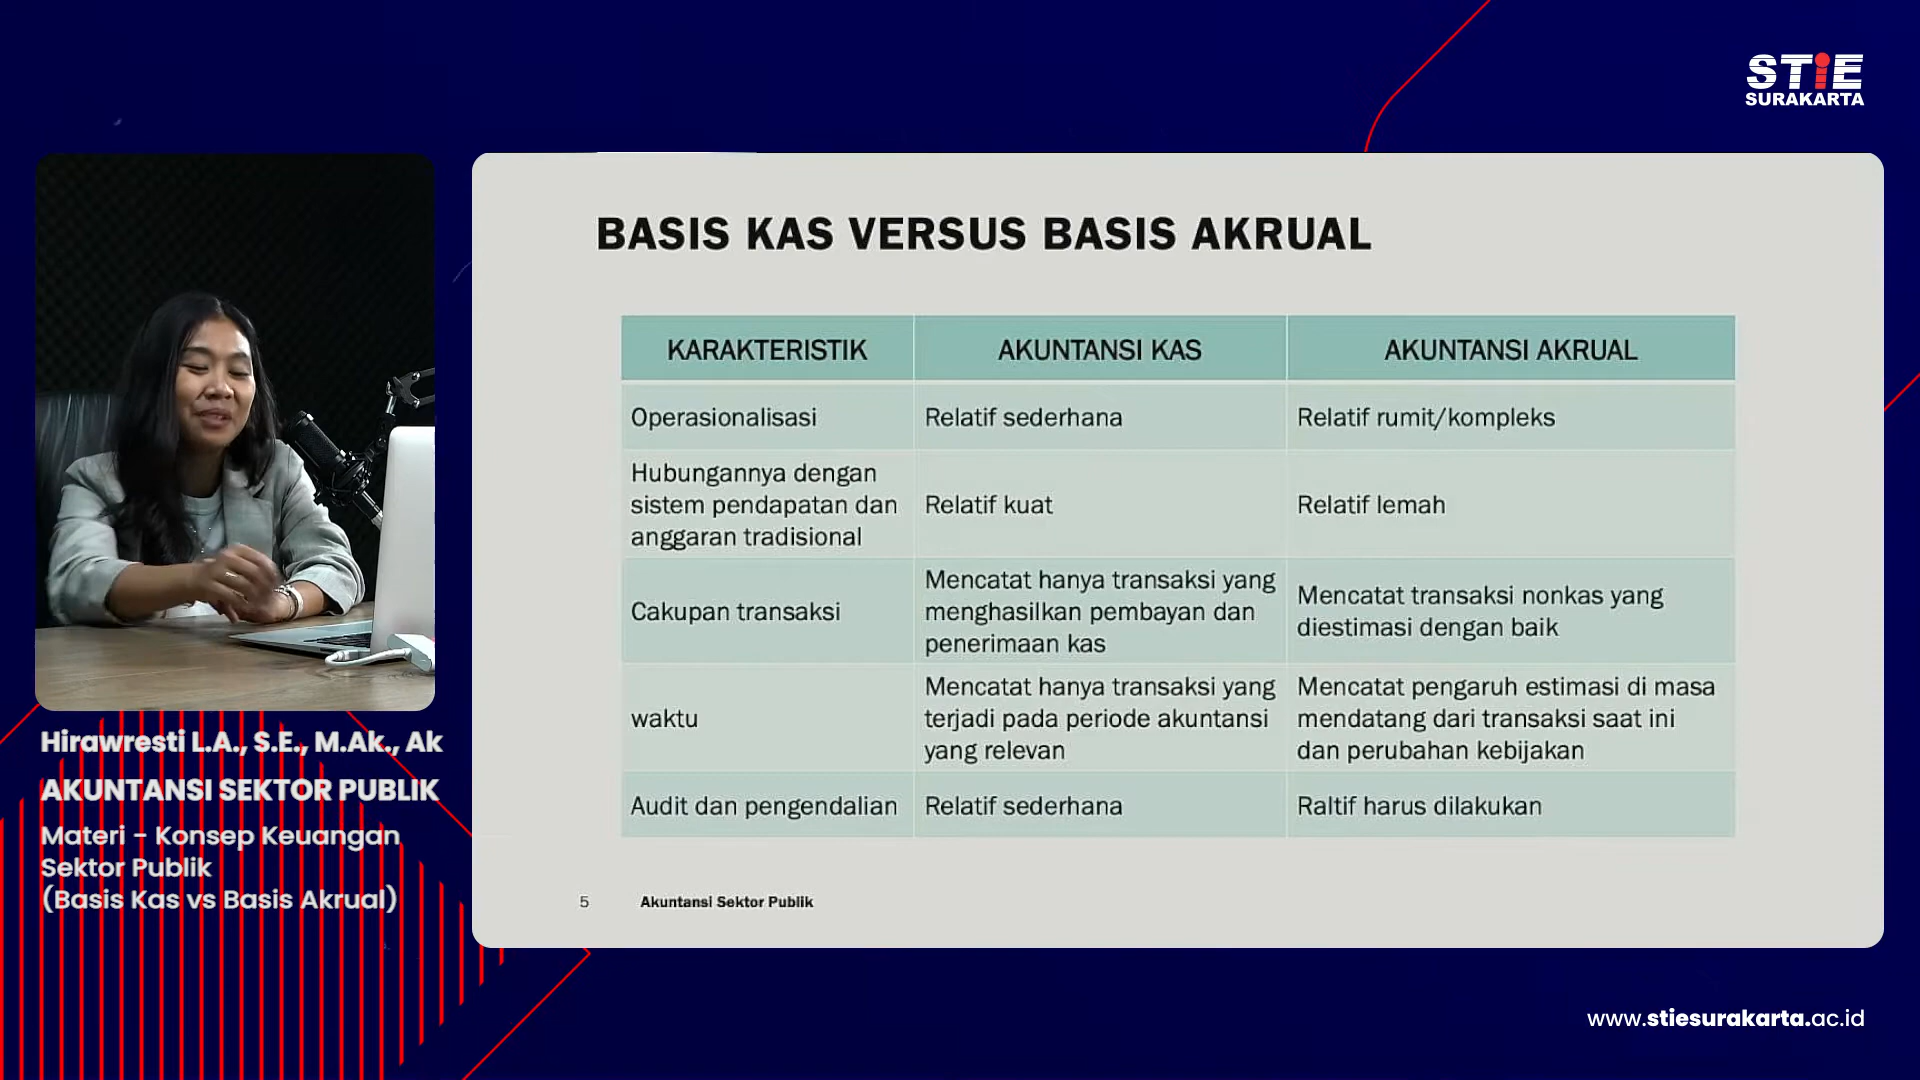 STiE
SURAKARTA
BASIS KAS VERSUS BASIS AKRUAL
KARAKTERISTIK
AKUNTANSI KAS
AKUNTANSI AKRUAL
Operasionalisasi
Relatif sederhana
Relatif rumit/kompleks
Hubungannya dengan
sistem pendapatan dan
anggaran tradisional
Relatif kuat
Relatif lemah
Cakupan transaksi
Mencatat hanya transaksi yang
menghasilkan pembayan dan
penerimaan kas
Mencatat transaksi nonkas yang
diestimasi dengan baik
waktu
Mencatat hanya transaksi yang
terjadi pada periode akuntansi
yang relevan
Mencatat pengaruh estimasi di masa
mendatang dari transaksi saat ini
dan perubahan kebijakan
Audit dan pengendalian
Relatif sederhana
Raltif harus dilakukan
5
Akuntansi Sektor Publik
Hirawresti L.A., S.E., M.Ak., Ak
AKUNTANSI SEKTOR PUBLIK
Materi - Konsep Keuangan
Sektor Publik
(Basis Kas vs Basis Akrual)
www.stiesurakarta.ac.id